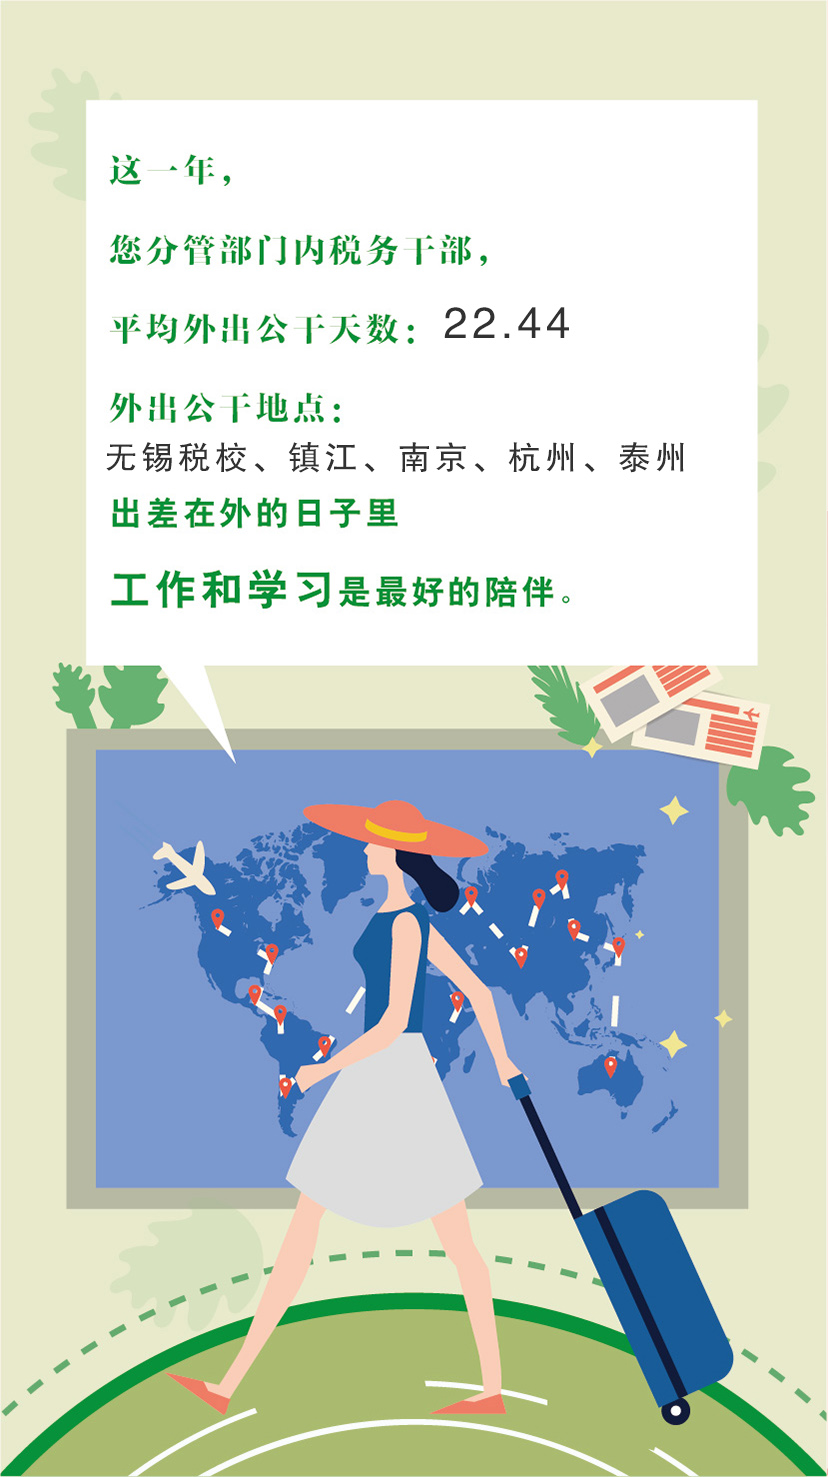 这一年，
您分管部门内税务干部，
平均外出公干天数：22.44
外出公干地点：
无锡税校、镇江、南京、杭州、泰州
出差在外的日子里
工作和学习是最好的陪伴。